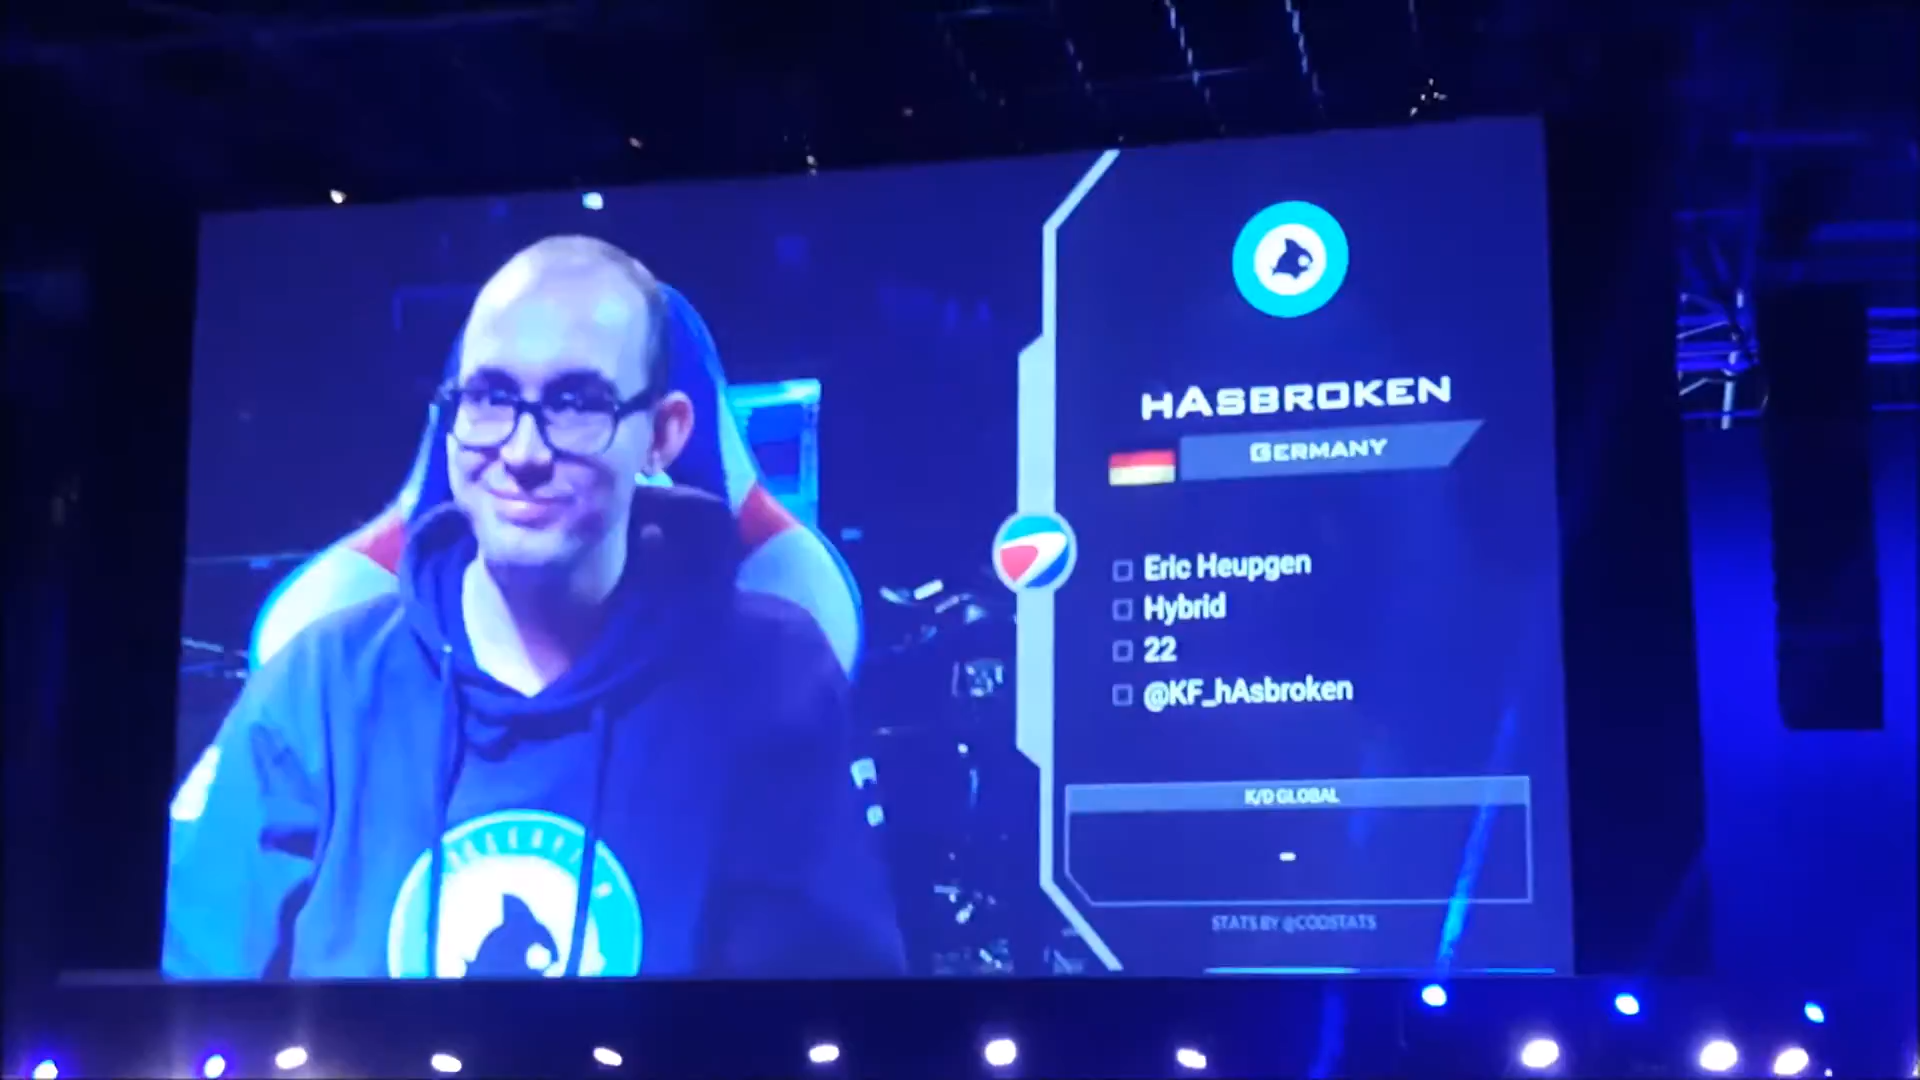 hAsbroken
Germany
Eric Heupgen
Hybrid
22
@KF_hAsbroken
K/D GLOBAL
-
STATS BY @CODSTATS